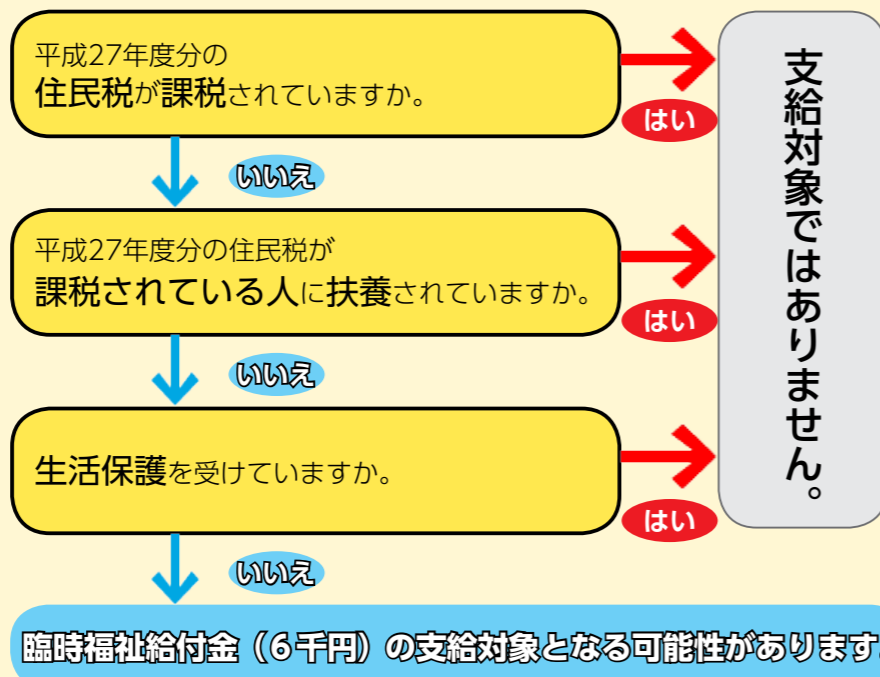 平成27年度分の
住民税が課税されていますか。
はい
いいえ
平成27年度分の住民税が
課税されている人に扶養されていますか。
はい
いいえ
生活保護を受けていますか。
はい
いいえ
支給対象ではありません。
臨時福祉給付金（6千円）の支給対象となる可能性があります。